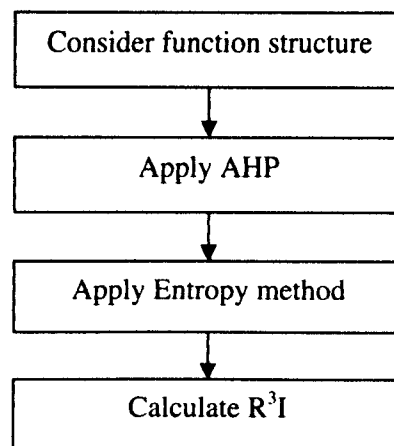 Consider function structure
Apply AHP
Apply Entropy method
Calculate R³I